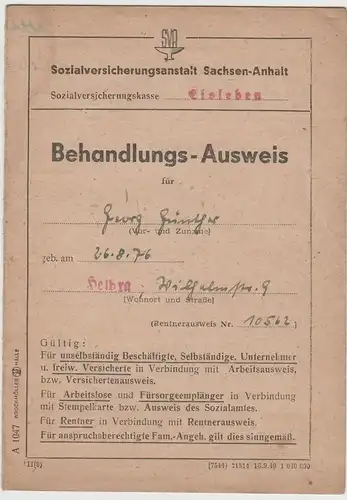 SVA
Sozialversicherungsanstalt Sachsen-Anhalt
Sozialversicherungskasse Eisleben
Behandlungs-Ausweis
für
Georg Günther
(Vor- und Zuname)
geb. am 26.8.76
Helbra, Wilhelmstr. 9
[Wohnort und Straße]
(Rentnerausweis Nr. 10562)
Gültig:
Für unselbständig Beschäftigte, Selbständige, Unternehmer
u. freiw. Versicherte in Verbindung mit Arbeitsausweis,
bzw. Versichertenausweis.
Für Arbeitslose und Fürsorgeempfänger in Verbindung
mit Stempelkarte bzw. Ausweis des Sozialamtes.
Für Rentner in Verbindung mit Rentnerausweis.
Für anspruchsberechtigte Fam.-Angeh. gilt dies sinngemäß.
A 1047
HALLE